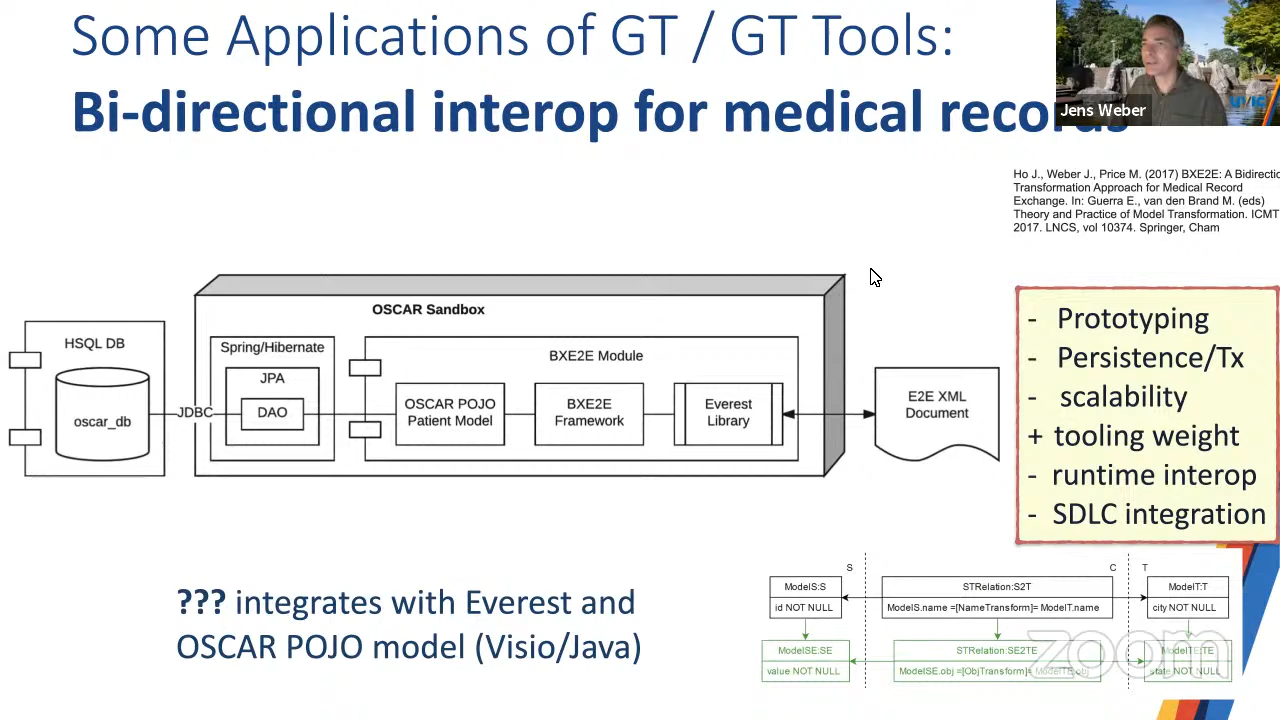 Some Applications of GT / GT Tools:
Bi-directional interop for medical records
Jens Weber
Ho J., Weber J., Price M. (2017) BXE2E: A Bidirectio
Transformation Approach for Medical Record
Exchange. In: Guerra E., van den Brand M. (eds)
Theory and Practice of Model Transformation. ICMT
2017. LNCS, vol 10374. Springer, Cham
HSQL DB
oscar_db
JDBC
OSCAR Sandbox
Spring/Hibernate
JPA
DAO
BXE2E Module
OSCAR POJO
Patient Model
BXE2E
Framework
Everest
Library
E2E XML
Document
- Prototyping
- Persistence/Tx
- scalability
+ tooling weight
- runtime interop
- SDLC integration
??? integrates with Everest and
OSCAR POJO model (Visio/Java)
S
C
T
ModelS:S
id NOT NULL
STRelation:S2T
ModelS.name =[NameTransform]= ModelT.name
ModelT:T
city NOT NULL
ModelSE:SE
value NOT NULL
STRelation:SE2TE
ModelSE.obj =[ObjTransform]= ModelTE.obj
ModelTE:TE
state NOT NULL
zoom